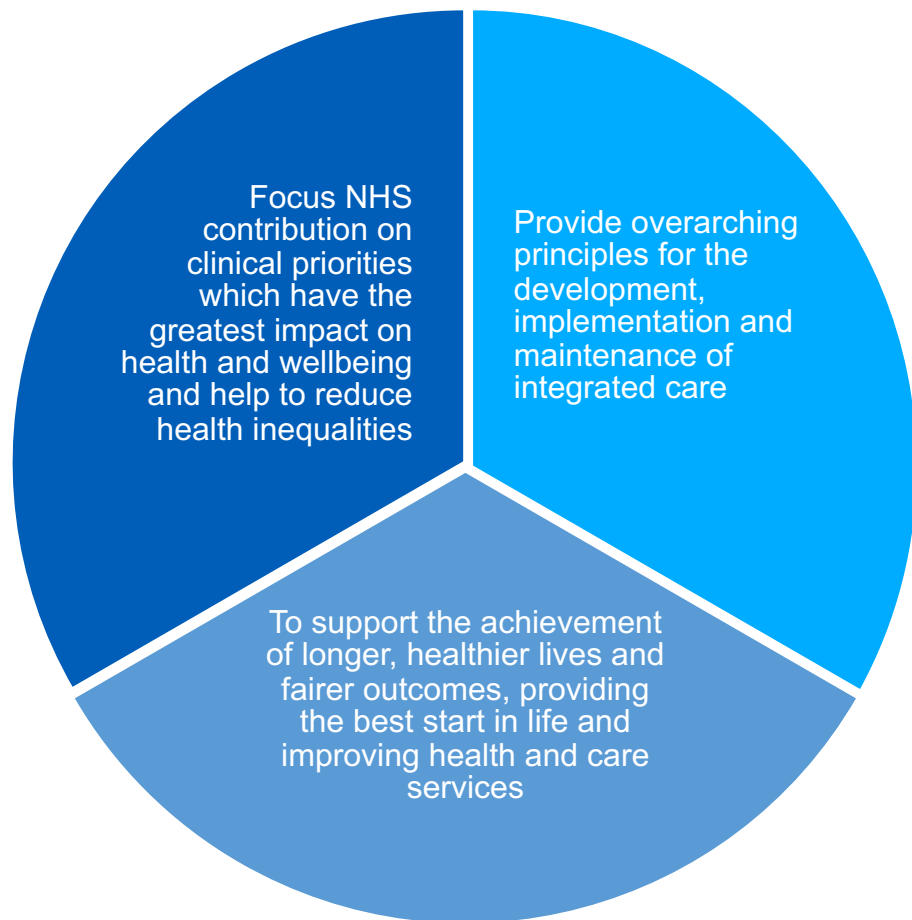 Focus NHS
contribution on
clinical priorities
which have the
greatest impact on
health and wellbeing
and help to reduce
health inequalities
Provide overarching
principles for the
development,
implementation and
maintenance of
integrated care
To support the achievement
of longer, healthier lives and
fairer outcomes, providing
the best start in life and
improving health and care
services